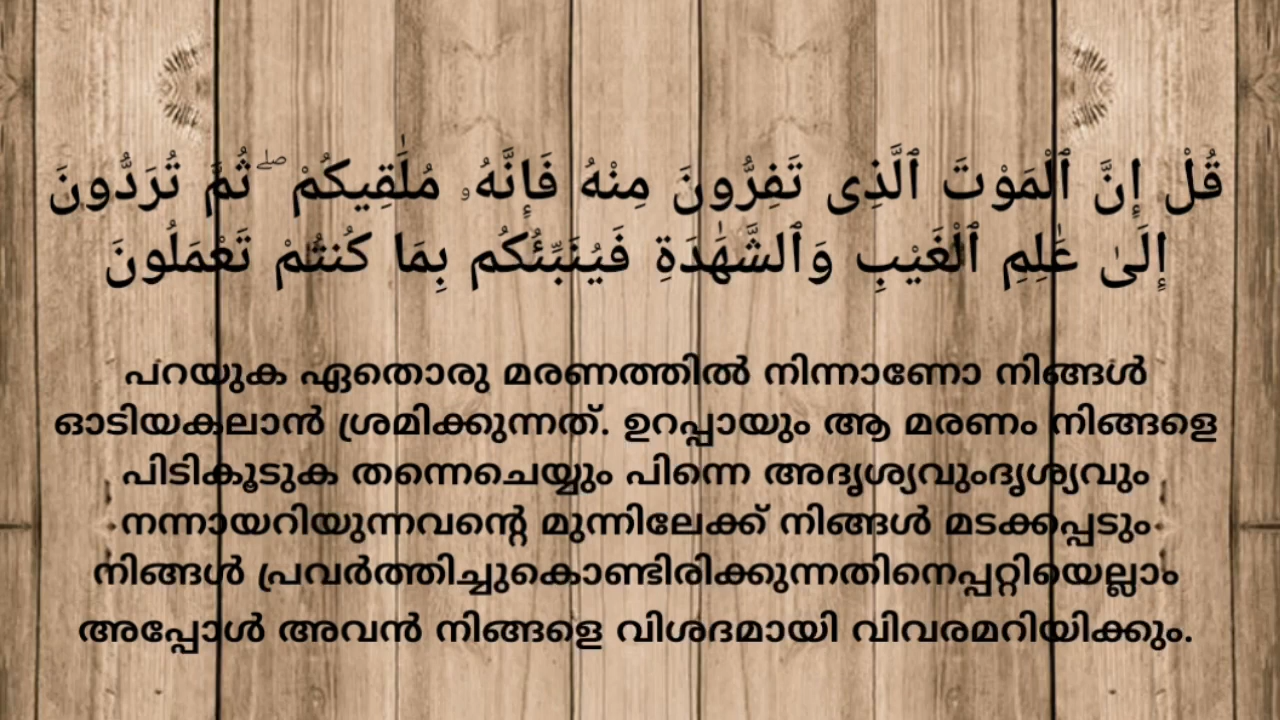 قُلْ إِنَّ ٱلْمَوْتَ ٱلَّذِى تَفِرُّونَ مِنْهُ فَإِنَّهُۥ مُلَٰقِيكُمْ ۖ ثُمَّ تُرَدُّونَ
إِلَىٰ عَٰلِمِ ٱلْغَيْبِ وَٱلشَّهَٰدَةِ فَيُنَبِّئُكُم بِمَا كُنتُمْ تَعْمَلُونَ
പറയുക ഏതൊരു മരണത്തിൽ നിന്നാണോ നിങ്ങൾ
ഓടിയകലാൻ ശ്രമിക്കുന്നത്. ഉറപ്പായും ആ മരണം നിങ്ങളെ
പിടികൂടുക തന്നെചെയ്യും പിന്നെ അദൃശ്യവുംദൃശ്യവും
നന്നായറിയുന്നവന്റെ മുന്നിലേക്ക് നിങ്ങൾ മടക്കപ്പെടും
നിങ്ങൾ പ്രവർത്തിച്ചുകൊണ്ടിരിക്കുന്നതിനെപ്പറ്റിയെല്ലാം
അപ്പോൾ അവൻ നിങ്ങളെ വിശദമായി വിവരമറിയിക്കും.